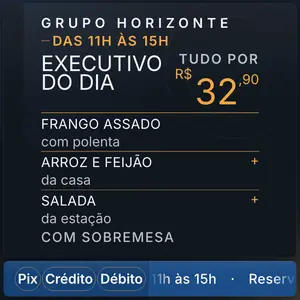 GRUPO HORIZONTE
DAS 11H ÀS 15H
EXECUTIVO
DO DIA
TUDO POR
R$ 32,90
FRANGO ASSADO
com polenta
ARROZ E FEIJÃO +
da casa
SALADA +
da estação
COM SOBREMESA
Pix Crédito Débito 11h às 15h · Reserv